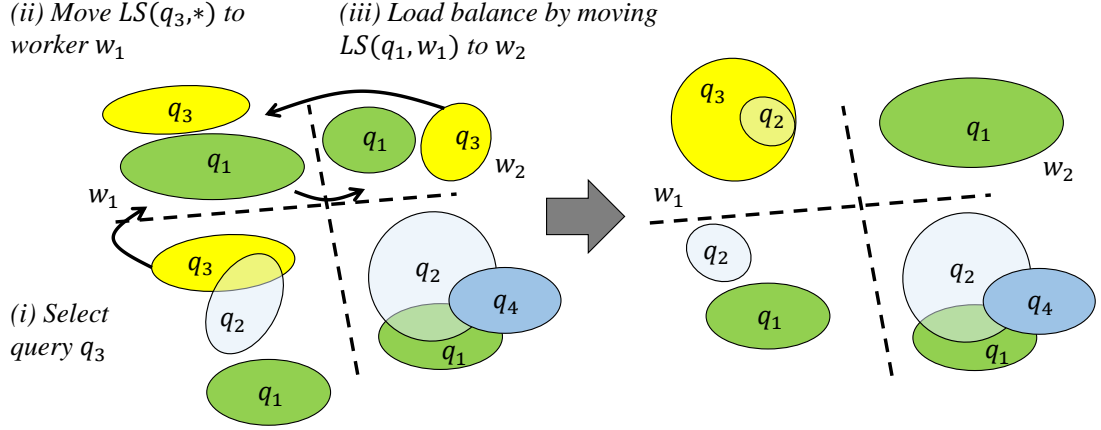 (ii) Move LS(q₃,*) to
worker w₁
(iii) Load balance by moving
LS(q₁, w₁) to w₂
q₃
q₁
q₁
q₃
w₁
w₂
q₃
q₂
q₁
q₂
q₄
q₁
(i) Select
query q₃
q₃
q₂
q₁
w₁
w₂
q₂
q₁
q₂
q₄
q₁